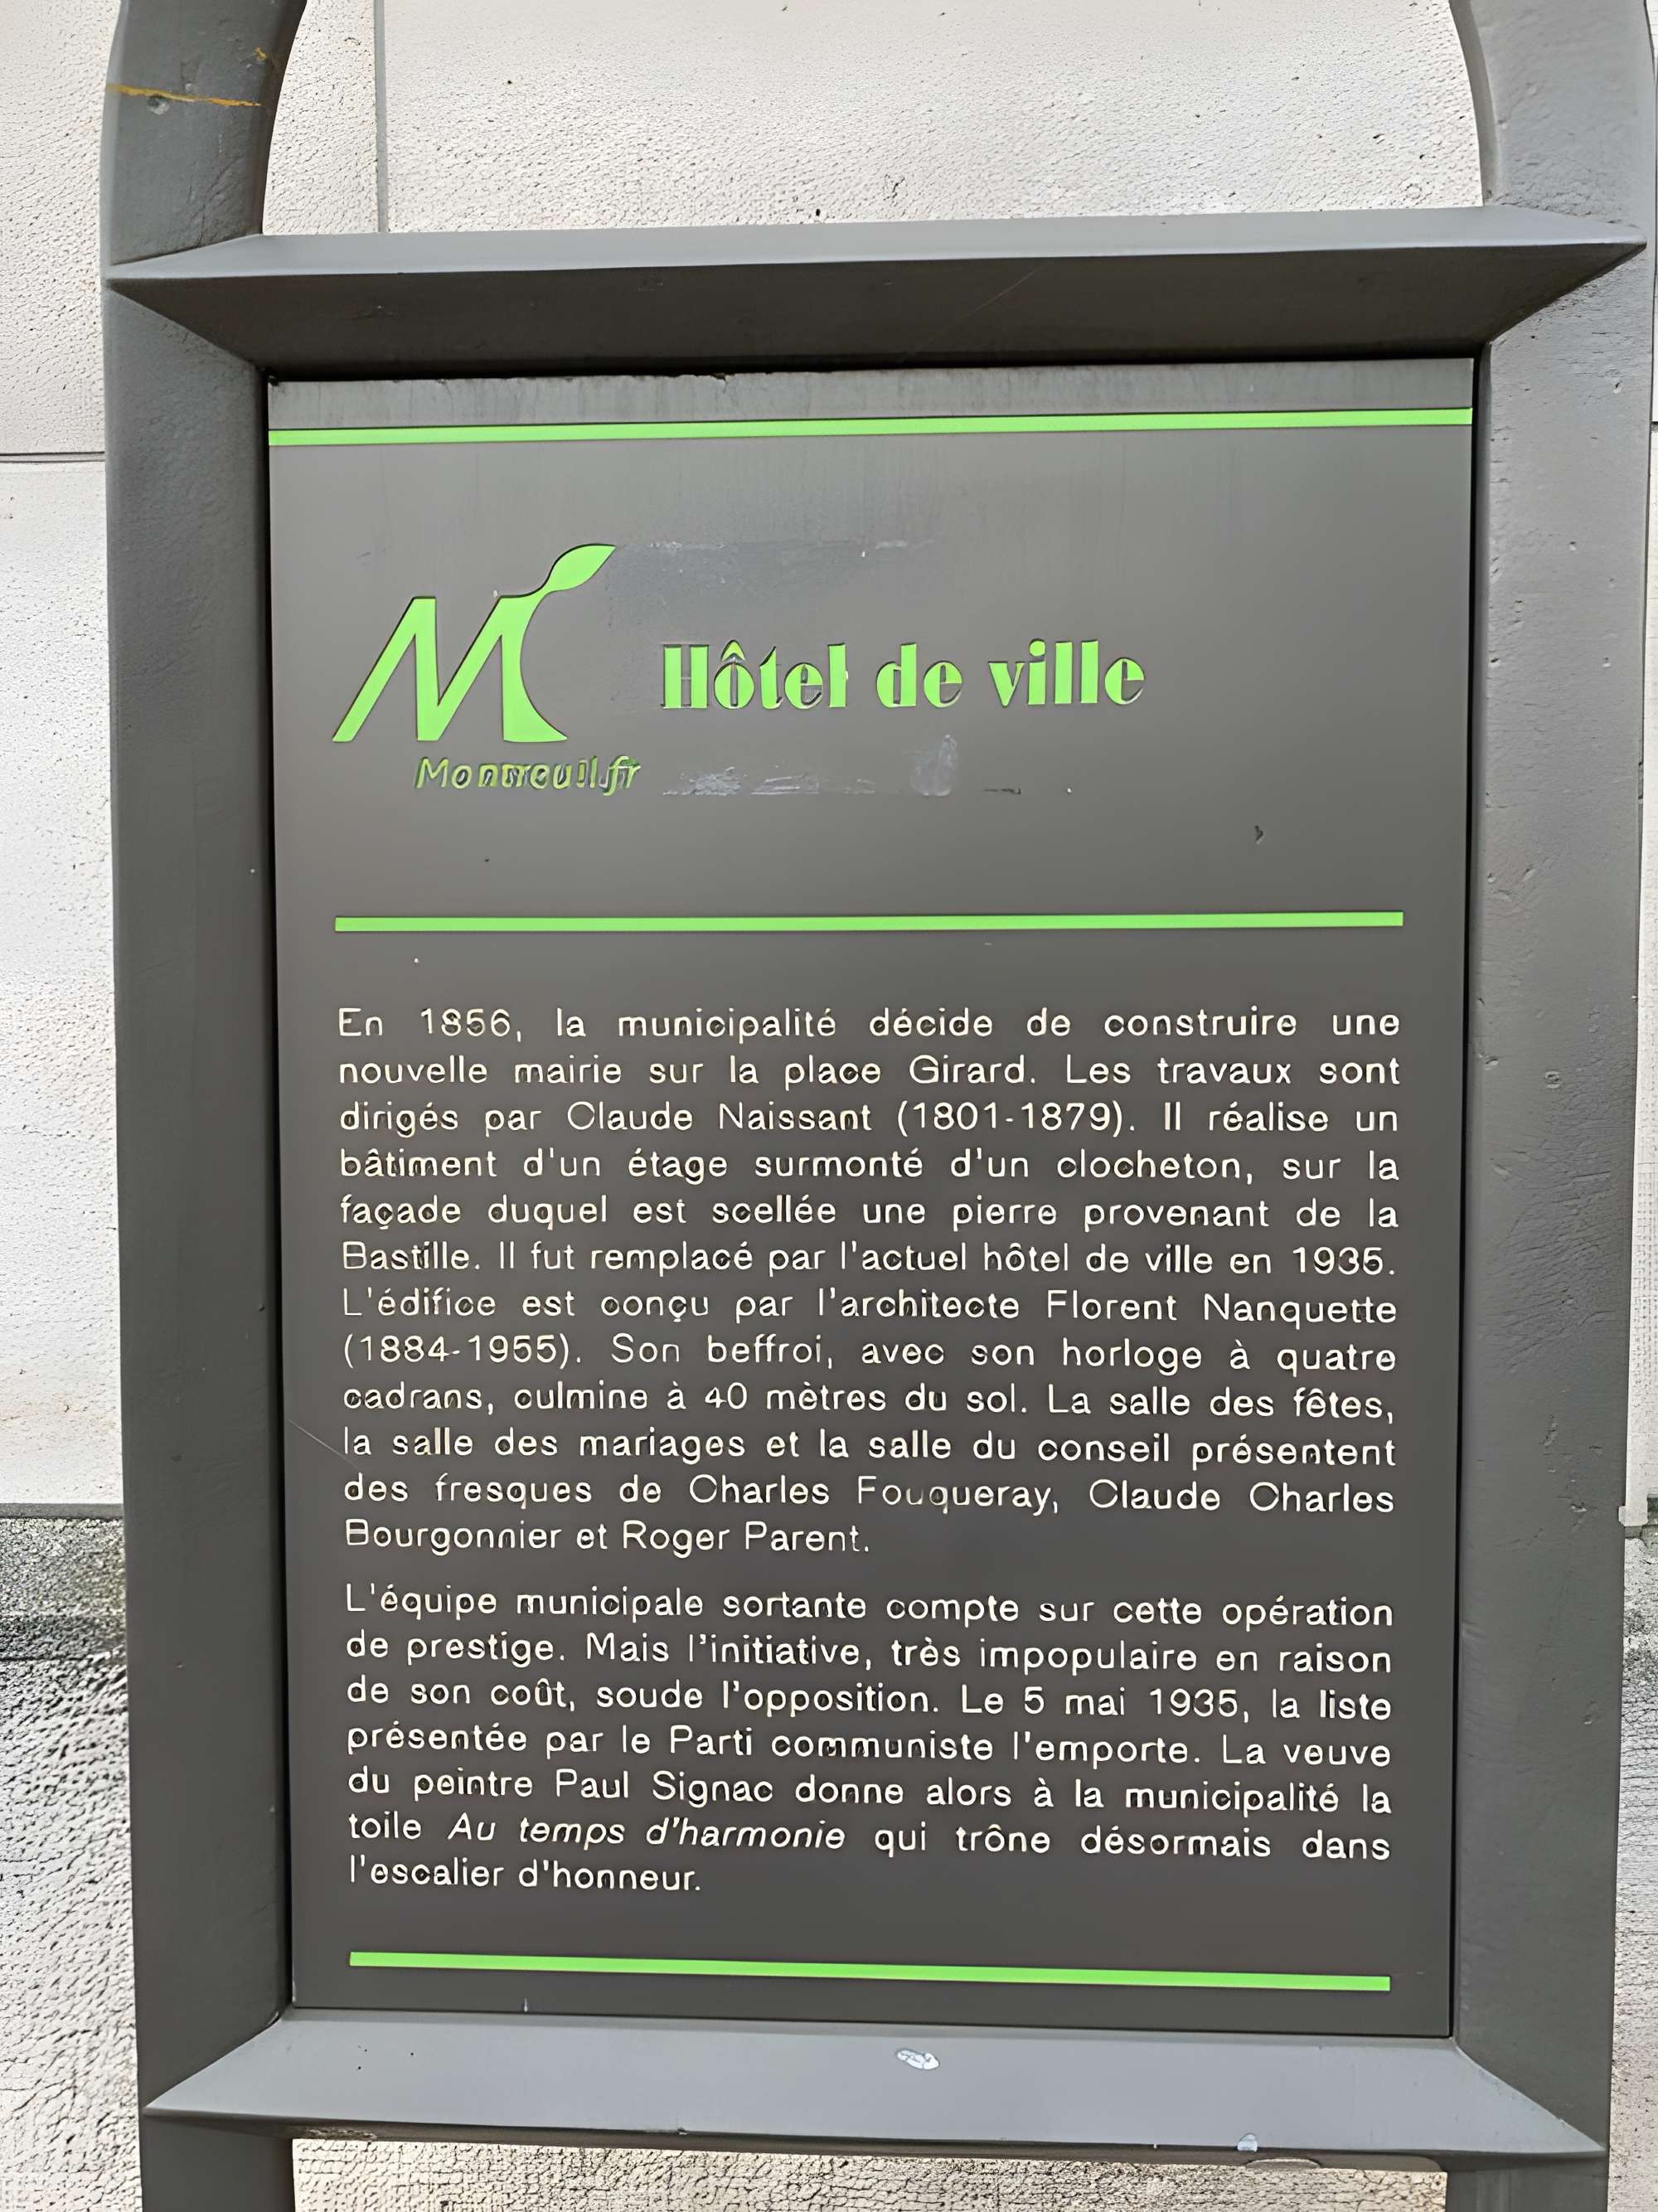 Hôtel de ville
Montreuil.fr
En 1856, la municipalité décide de construire une
nouvelle mairie sur la place Girard. Les travaux sont
dirigés par Claude Naissant (1801-1879). Il réalise un
bâtiment d'un étage surmonté d'un clocheton, sur la
façade duquel est scellée une pierre provenant de la
Bastille. Il fut remplacé par l'actuel hôtel de ville en 1935.
L'édifice est conçu par l'architecte Florent Nanquette
(1884-1955). Son beffroi, avec son horloge à quatre
cadrans, culmine à 40 mètres du sol. La salle des fêtes,
la salle des mariages et la salle du conseil présentent
des fresques de Charles Fouqueray, Claude Charles
Bourgonnier et Roger Parent.
L'équipe municipale sortante compte sur cette opération
de prestige. Mais l'initiative, très impopulaire en raison
de son coût, soude l'opposition. Le 5 mai 1935, la liste
présentée par le Parti communiste l'emporte. La veuve
du peintre Paul Signac donne alors à la municipalité la
toile Au temps d'harmonie qui trône désormais dans
l'escalier d'honneur.